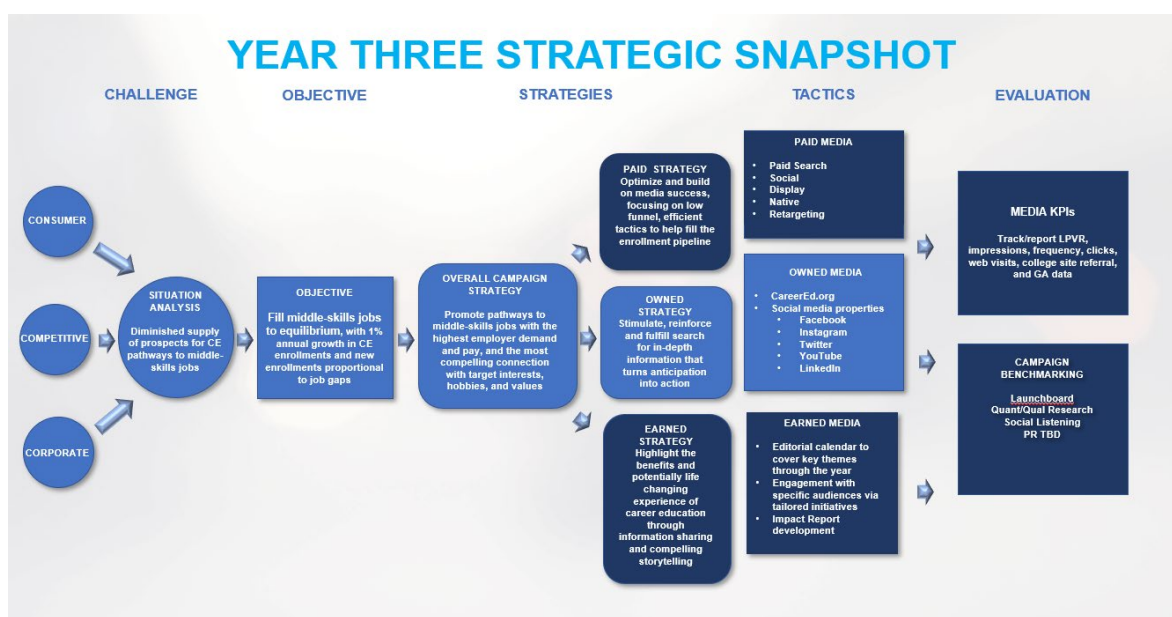 YEAR THREE STRATEGIC SNAPSHOT
CHALLENGE
OBJECTIVE
STRATEGIES
TACTICS
EVALUATION
CONSUMER
COMPETITIVE
CORPORATE
SITUATION
ANALYSIS
Diminished supply
of prospects for CE
pathways to middle-
skills jobs
OBJECTIVE
Fill middle-skills jobs
to equilibrium, with 1%
annual growth in CE
enrollments and new
enrollments proportional
to job gaps
OVERALL CAMPAIGN
STRATEGY
Promote pathways to
middle-skills jobs with the
highest employer demand
and pay, and the most
compelling connection
with target interests,
hobbies, and values
PAID STRATEGY
Optimize and build
on media success,
focusing on low
funnel, efficient
tactics to help fill the
enrollment pipeline
OWNED
STRATEGY
Stimulate, reinforce
and fulfill search
for in-depth
information that
turns anticipation
into action
EARNED
STRATEGY
Highlight the
benefits and
potentially life
changing
experience of
career education
through
information sharing
and compelling
storytelling
PAID MEDIA
• Paid Search
• Social
• Display
• Native
• Retargeting
OWNED MEDIA
• CareerEd.org
• Social media properties
• Facebook
• Instagram
• Twitter
• YouTube
• LinkedIn
EARNED MEDIA
• Editorial calendar to
cover key themes
through the year
• Engagement with
specific audiences via
tailored initiatives
• Impact Report
development
MEDIA KPIs
Track/report LPVR,
impressions, frequency, clicks,
web visits, college site referral,
and GA data
CAMPAIGN
BENCHMARKING
Launchboard
Quant/Qual Research
Social Listening
PR TBD